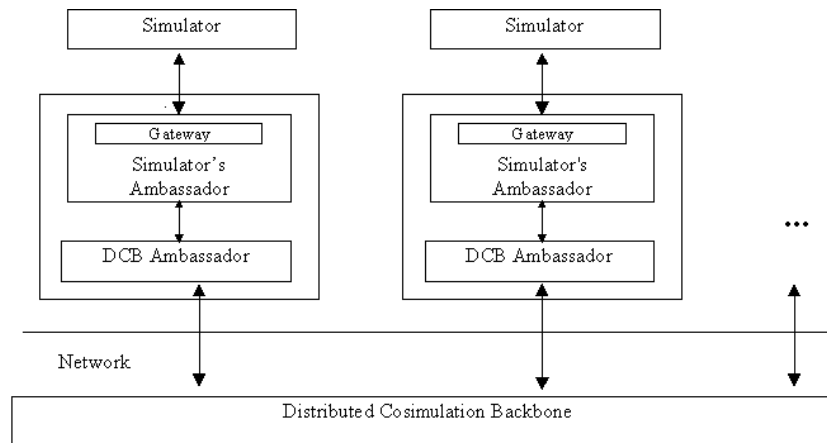 Simulator
Simulator
Gateway
Gateway
Simulator’s
Ambassador
Simulator's
Ambassador
...
DCB Ambassador
DCB Ambassador
Network
Distributed Cosimulation Backbone